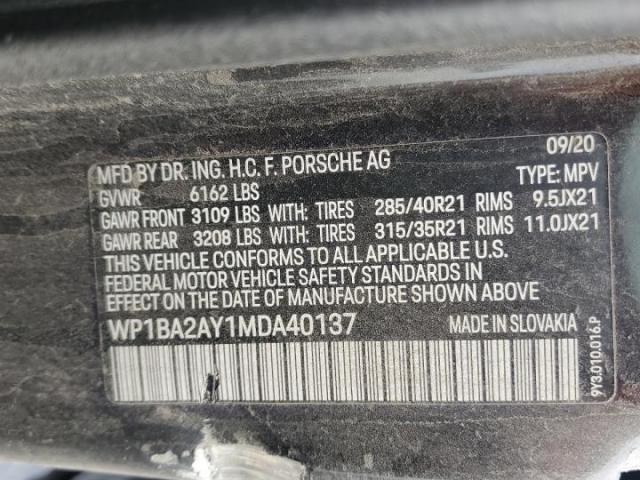 09/20
MFD BY DR. ING. H.C. F. PORSCHE AG
GVWR 6162 LBS TYPE: MPV
GAWR FRONT 3109 LBS WITH: TIRES 285/40R21 RIMS 9.5JX21
GAWR REAR 3208 LBS WITH: TIRES 315/35R21 RIMS 11.0JX21
THIS VEHICLE CONFORMS TO ALL APPLICABLE U.S.
FEDERAL MOTOR VEHICLE SAFETY STANDARDS IN
EFFECT ON THE DATE OF MANUFACTURE SHOWN ABOVE
WP1BA2AY1MDA40137 MADE IN SLOVAKIA
9Y3.010.016.P